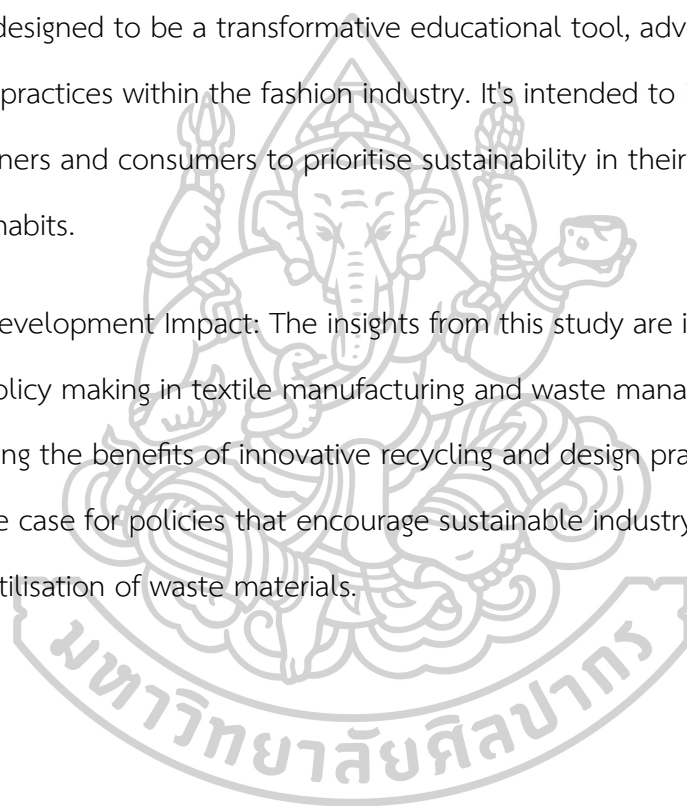 designed to be a transformative educational tool, adv
practices within the fashion industry. It's intended to
ners and consumers to prioritise sustainability in their
habits.
evelopment Impact: The insights from this study are i
olicy making in textile manufacturing and waste mana
ing the benefits of innovative recycling and design pra
e case for policies that encourage sustainable industry
tilisation of waste materials.
มหาวิทยาลัยศิลปากร